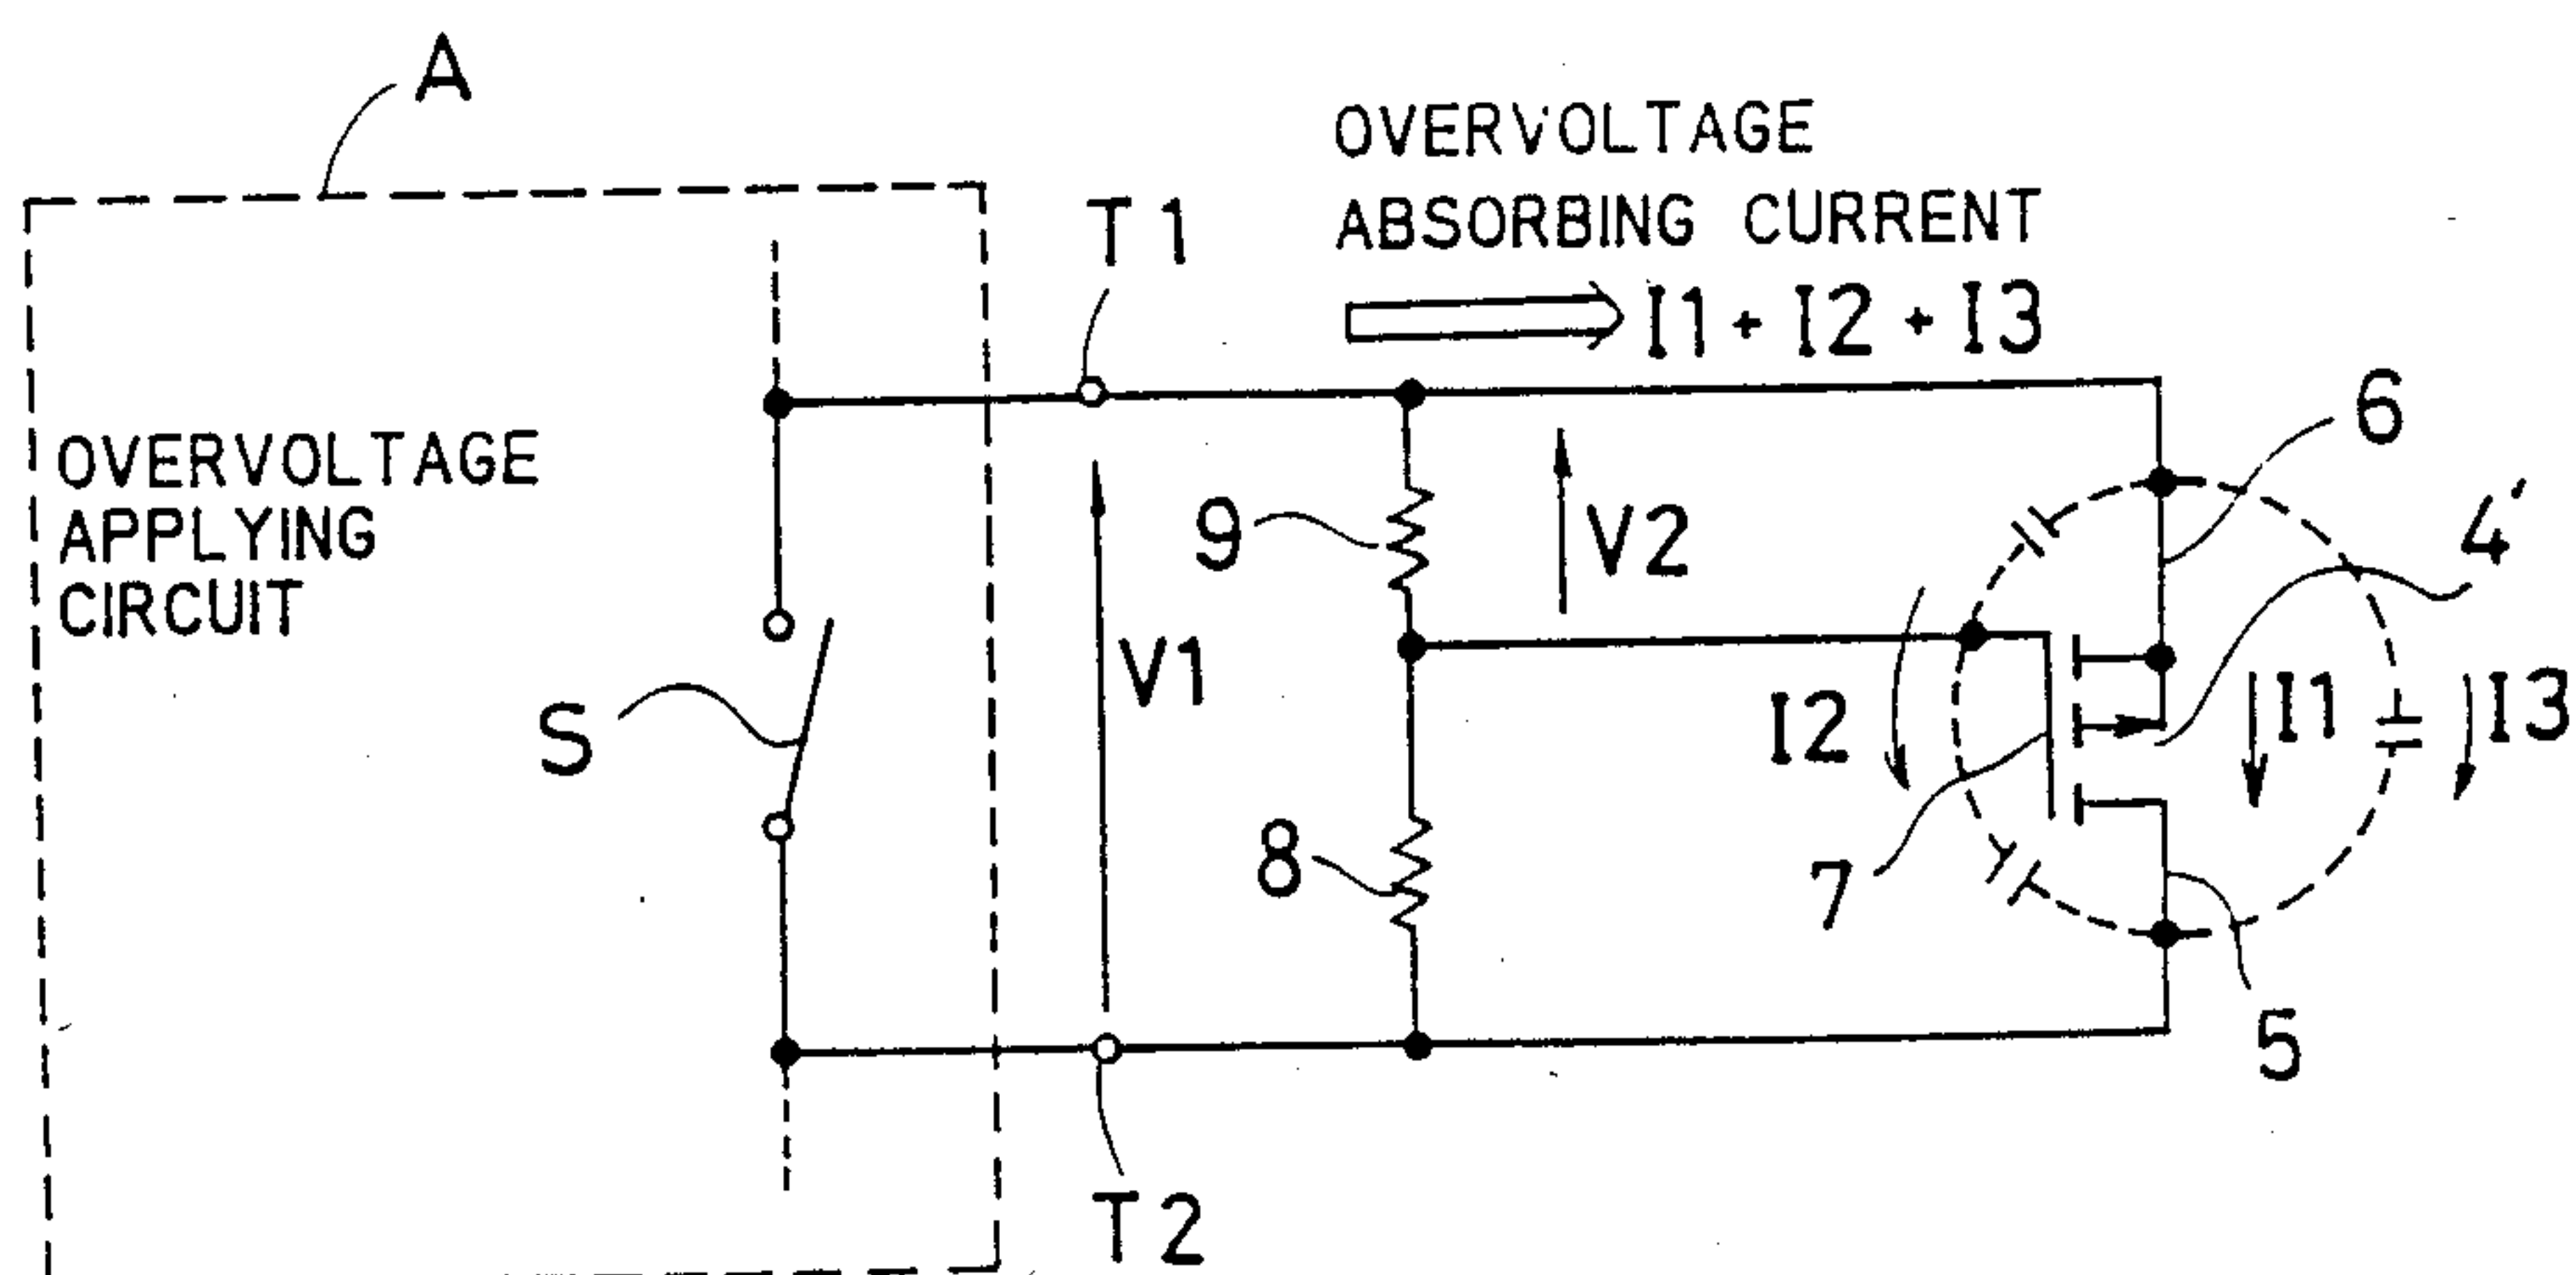 A
OVERVOLTAGE
ABSORBING CURRENT
I1 + I2 + I3
T1
OVERVOLTAGE
APPLYING
CIRCUIT
S
V1
9
V2
6
4'
I2
I1
I3
8
7
5
T2